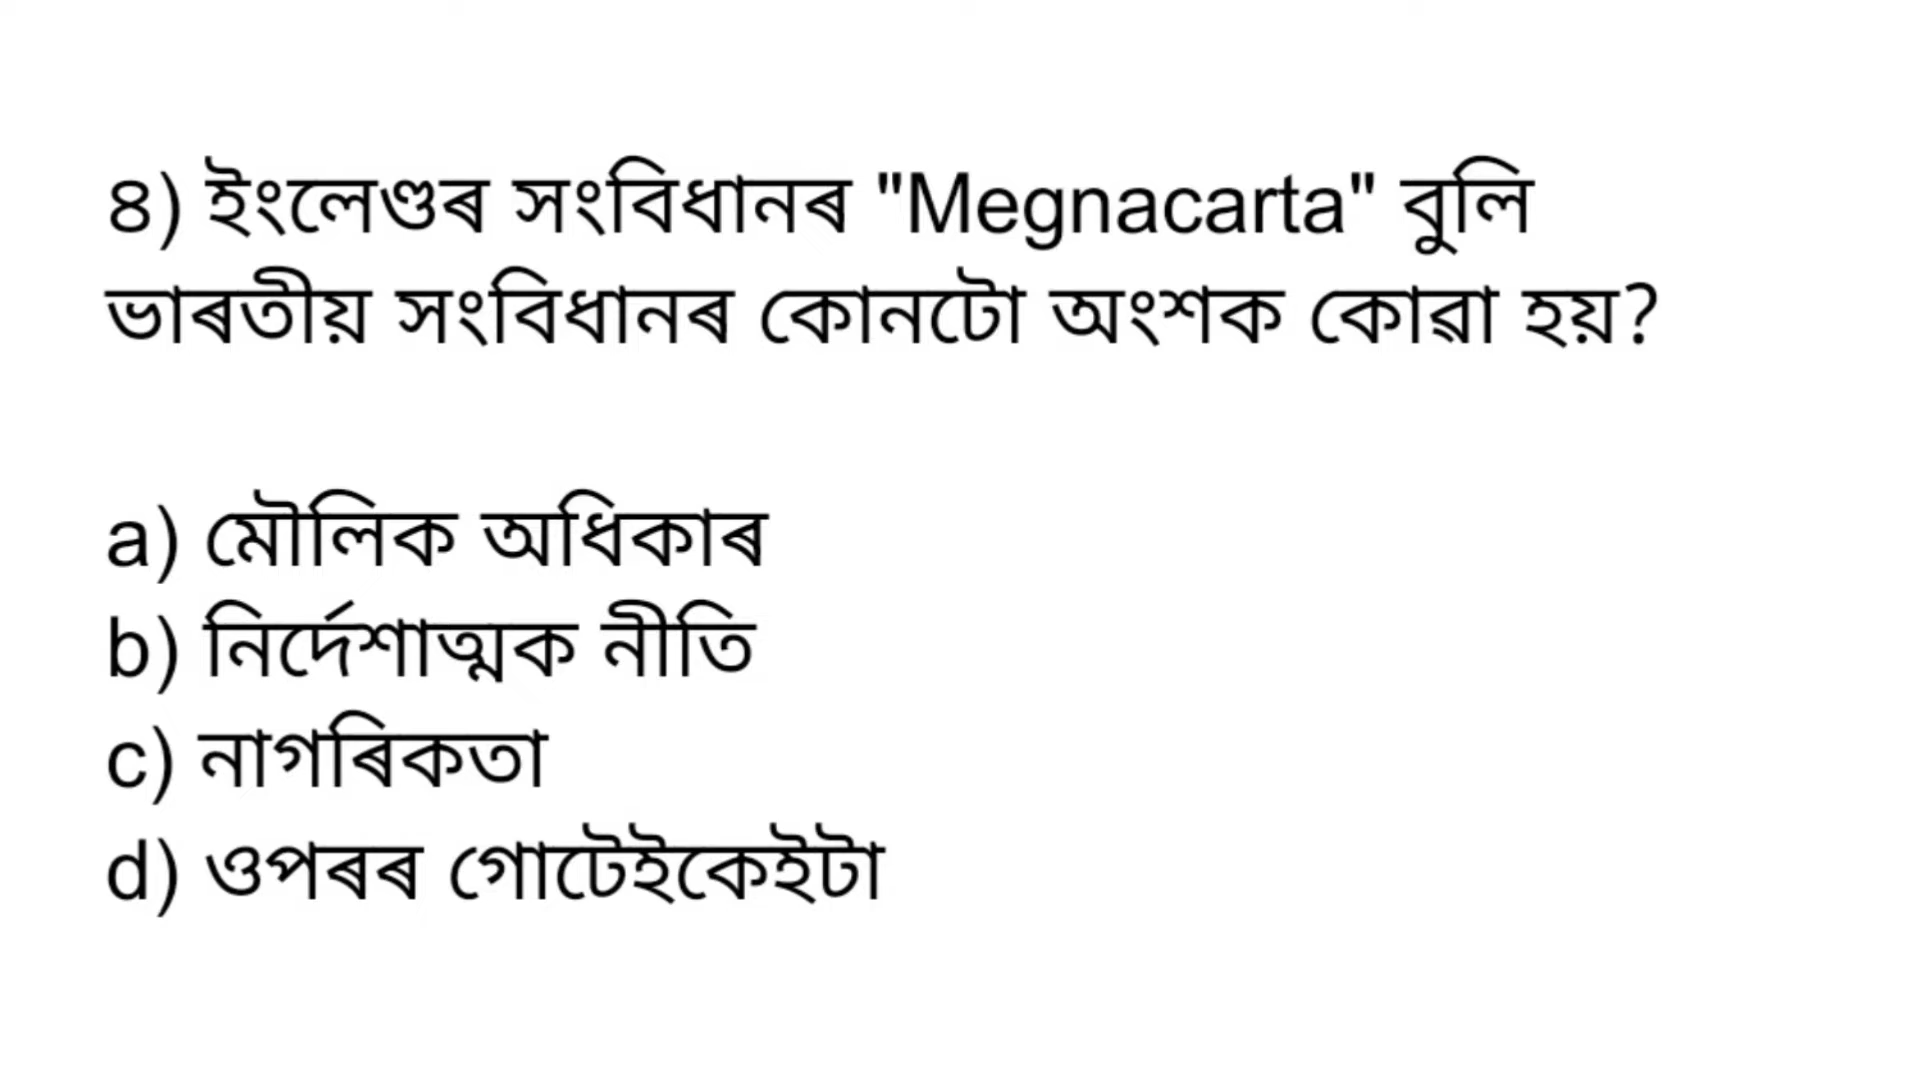 ৪) ইংলেণ্ডৰ সংবিধানৰ "Megnacarta" বুলি
ভাৰতীয় সংবিধানৰ কোনটো অংশক কোৱা হয়?
a) মৌলিক অধিকাৰ
b) নিৰ্দেশাত্মক নীতি
c) নাগৰিকতা
d) ওপৰৰ গোটেইকেইটা